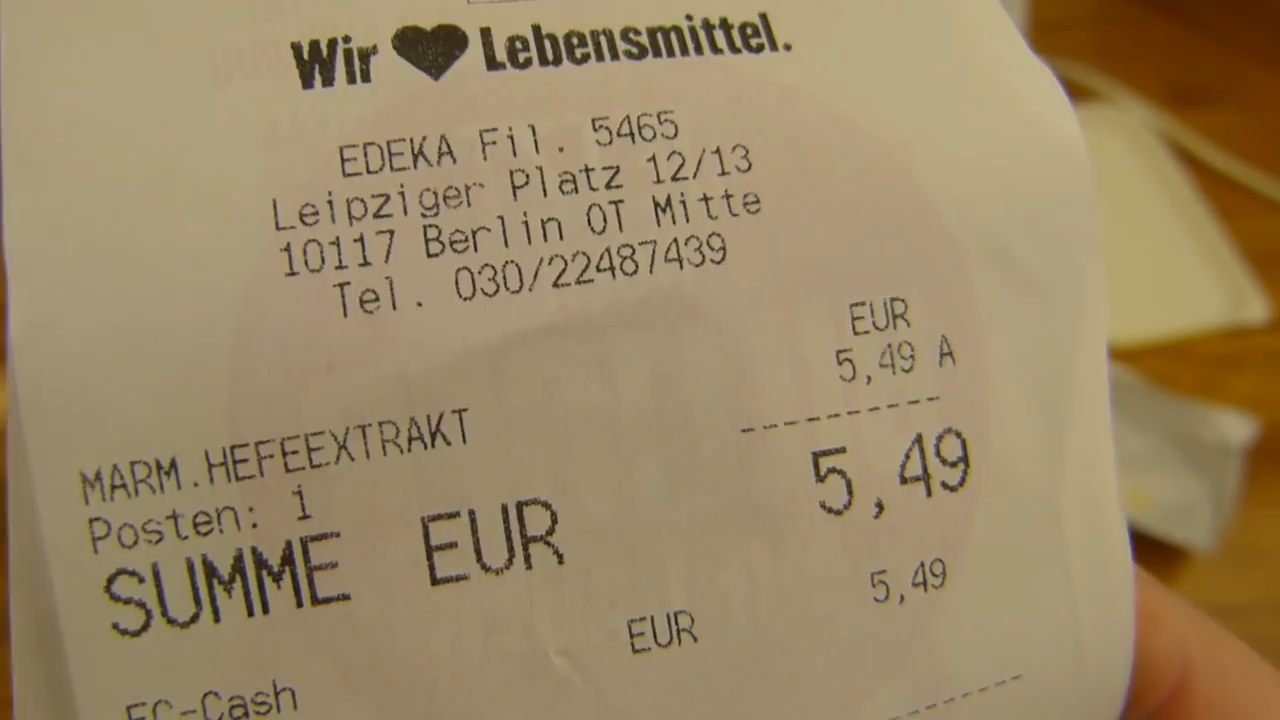 Wir ♥ Lebensmittel.
EDEKA Fil. 5465
Leipziger Platz 12/13
10117 Berlin OT Mitte
Tel. 030/22487439
EUR
MARM.HEFEEXTRAKT 5,49 A
Posten: 1
SUMME EUR 5,49
EC-Cash EUR 5,49